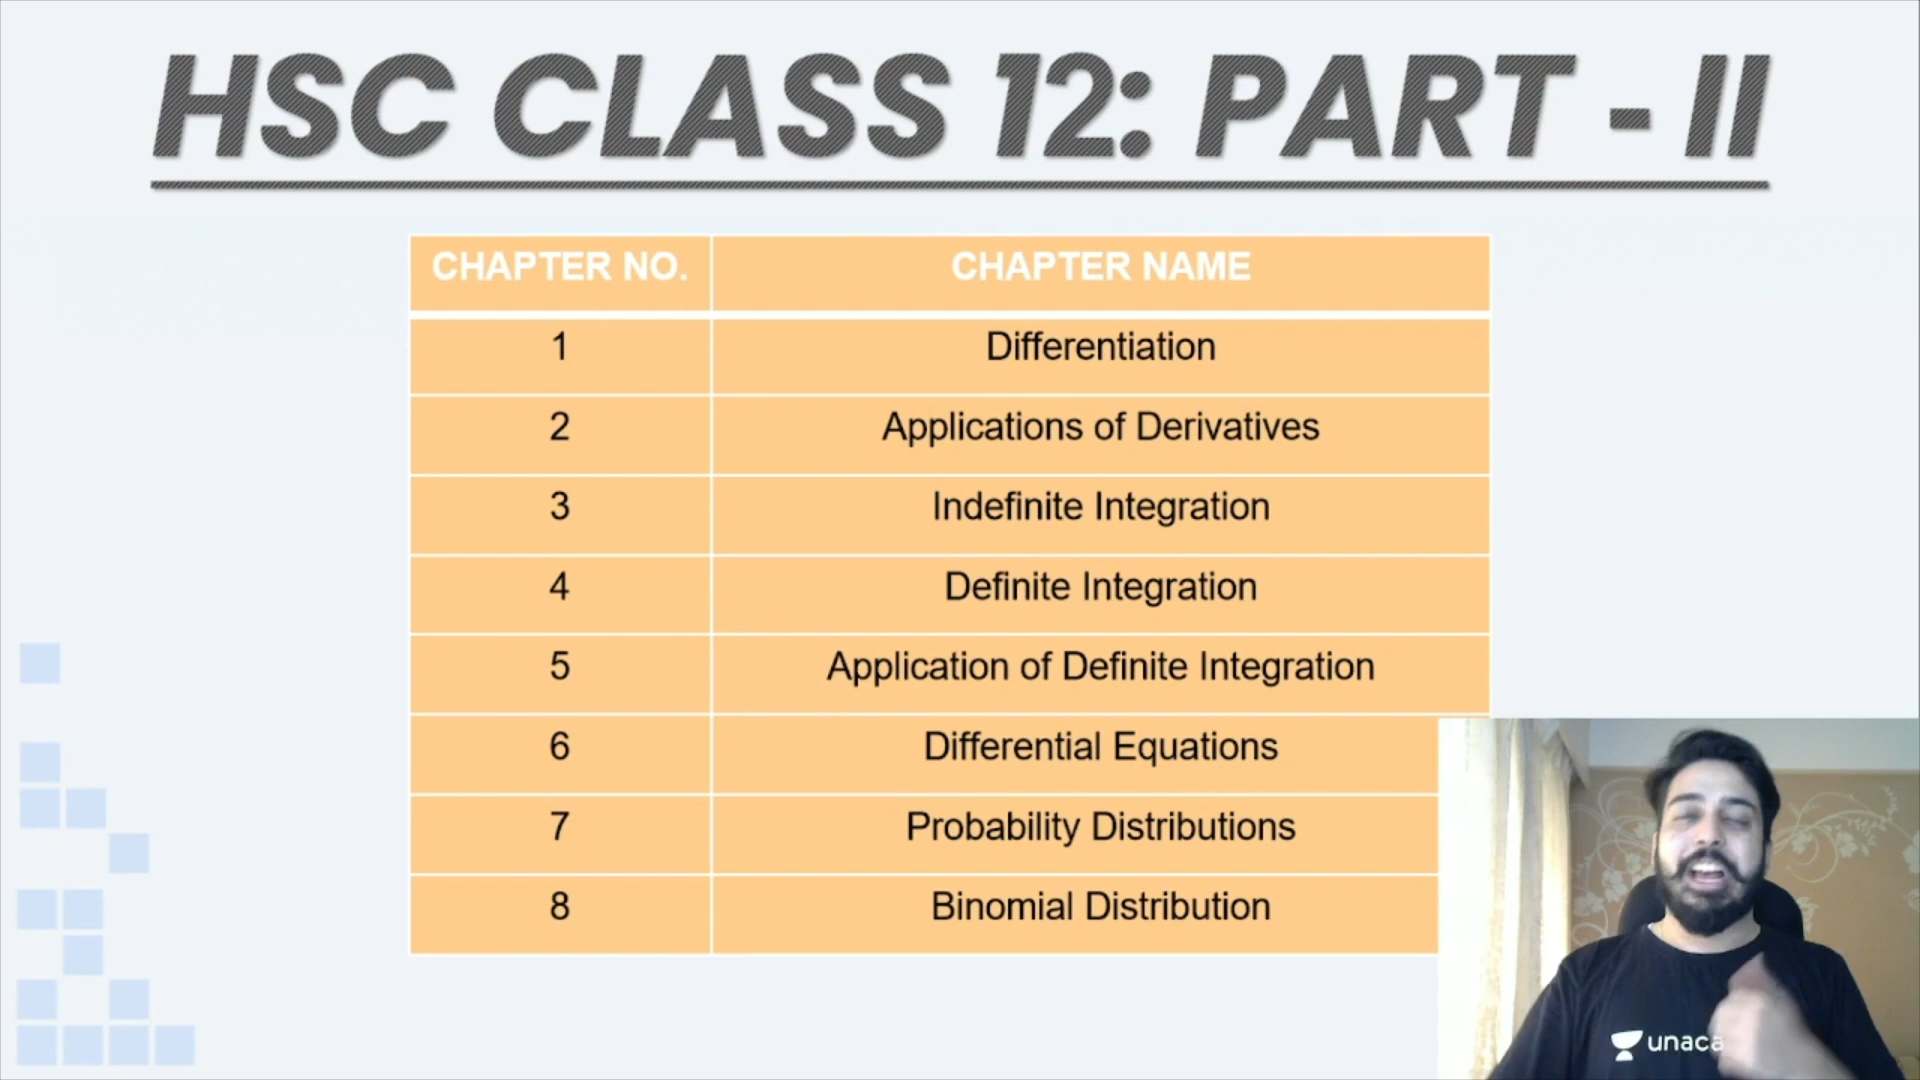 HSC CLASS 12: PART - II
CHAPTER NO. CHAPTER NAME
1 Differentiation
2 Applications of Derivatives
3 Indefinite Integration
4 Definite Integration
5 Application of Definite Integration
6 Differential Equations
7 Probability Distributions
8 Binomial Distribution
unaca